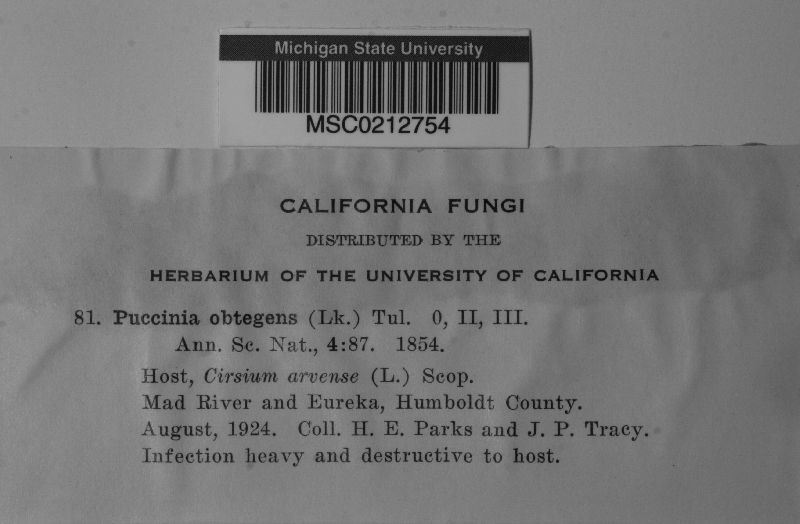 Michigan State University
MSC0212754
CALIFORNIA FUNGI
DISTRIBUTED BY THE
HERBARIUM OF THE UNIVERSITY OF CALIFORNIA
81. Puccinia obtegens (Lk.) Tul. 0, II, III.
Ann. Sc. Nat., 4:87. 1854.
Host, Cirsium arvense (L.) Scop.
Mad River and Eureka, Humboldt County.
August, 1924. Coll. H. E. Parks and J. P. Tracy.
Infection heavy and destructive to host.